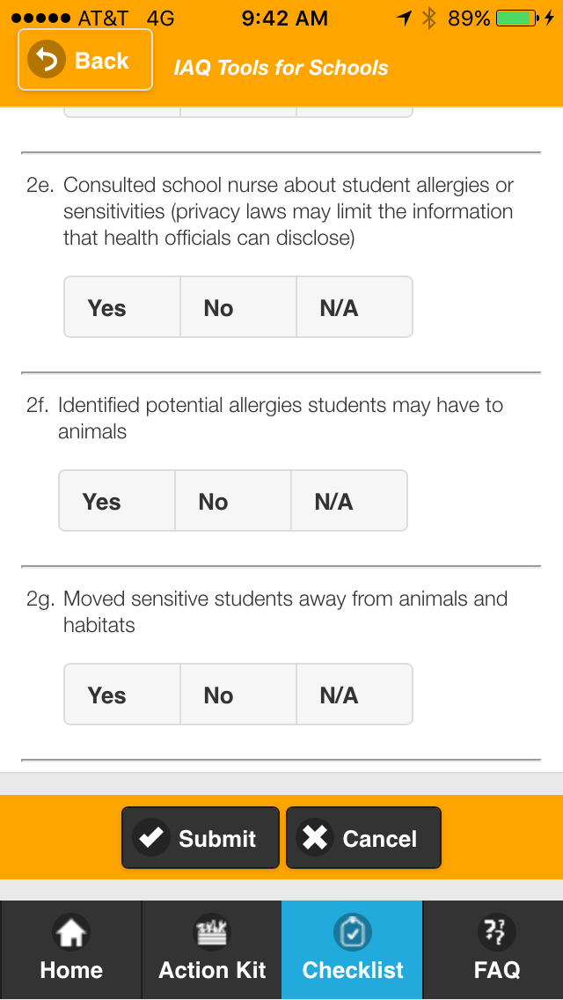 AT&T 4G 9:42 AM 89%
Back
IAQ Tools for Schools
2e. Consulted school nurse about student allergies or
sensitivities (privacy laws may limit the information
that health officials can disclose)
Yes No N/A
2f. Identified potential allergies students may have to
animals
Yes No N/A
2g. Moved sensitive students away from animals and
habitats
Yes No N/A
Submit Cancel
Home Action Kit Checklist FAQ